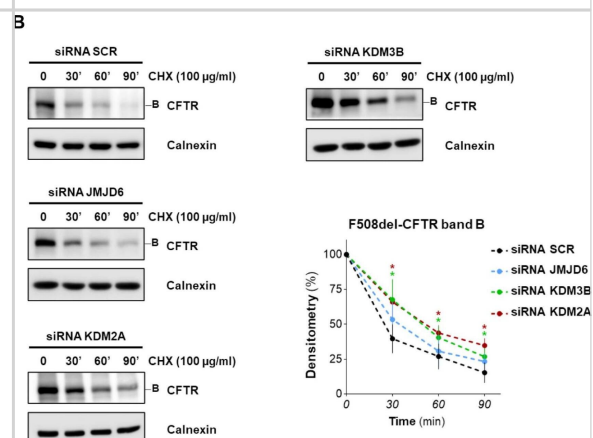 B
siRNA SCR
0 30' 60' 90' CHX (100 µg/ml)
B CFTR
Calnexin
siRNA JMJD6
0 30' 60' 90' CHX (100 µg/ml)
B CFTR
Calnexin
siRNA KDM2A
0 30' 60' 90' CHX (100 µg/ml)
B CFTR
Calnexin
siRNA KDM3B
0 30' 60' 90' CHX (100 µg/ml)
B CFTR
Calnexin
F508del-CFTR band B
100
75
50
25
0
Densitometry (%)
* * *
* * *
0 30 60 90
Time (min)
siRNA SCR
siRNA JMJD6
siRNA KDM3B
siRNA KDM2A